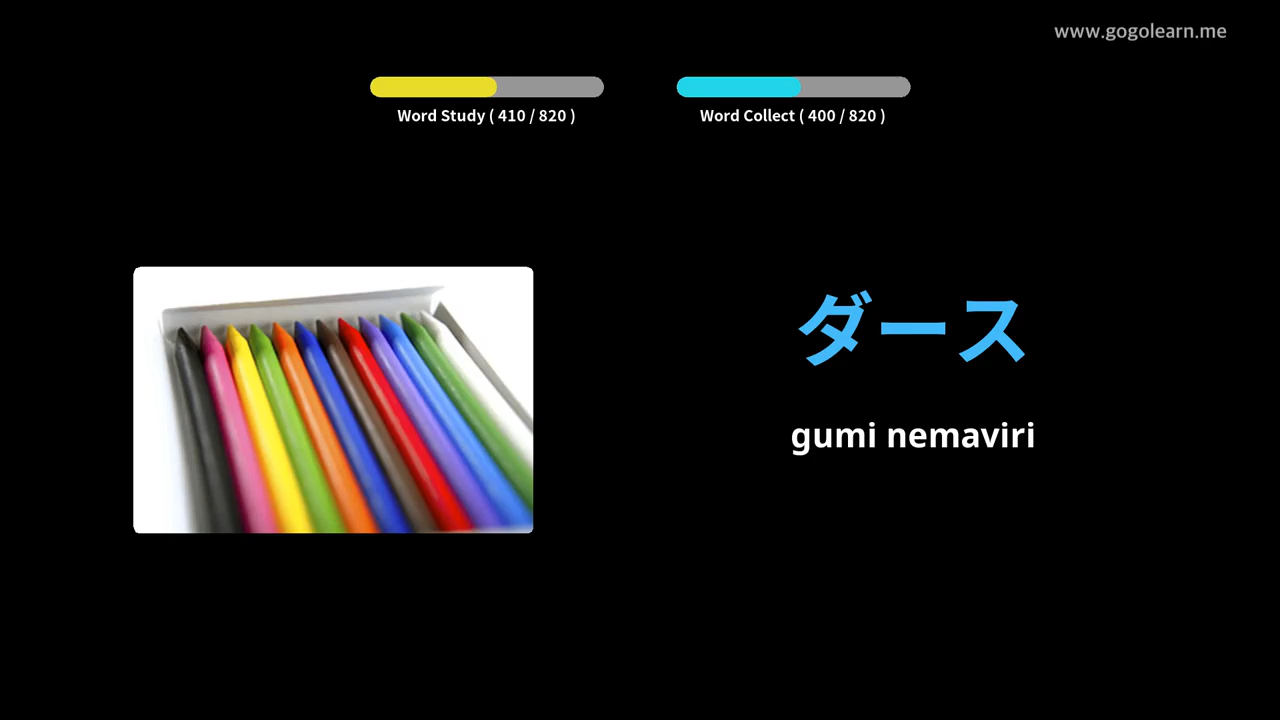 www.gogolearn.me
Word Study ( 410 / 820 )
Word Collect ( 400 / 820 )
ダース
gumi nemaviri